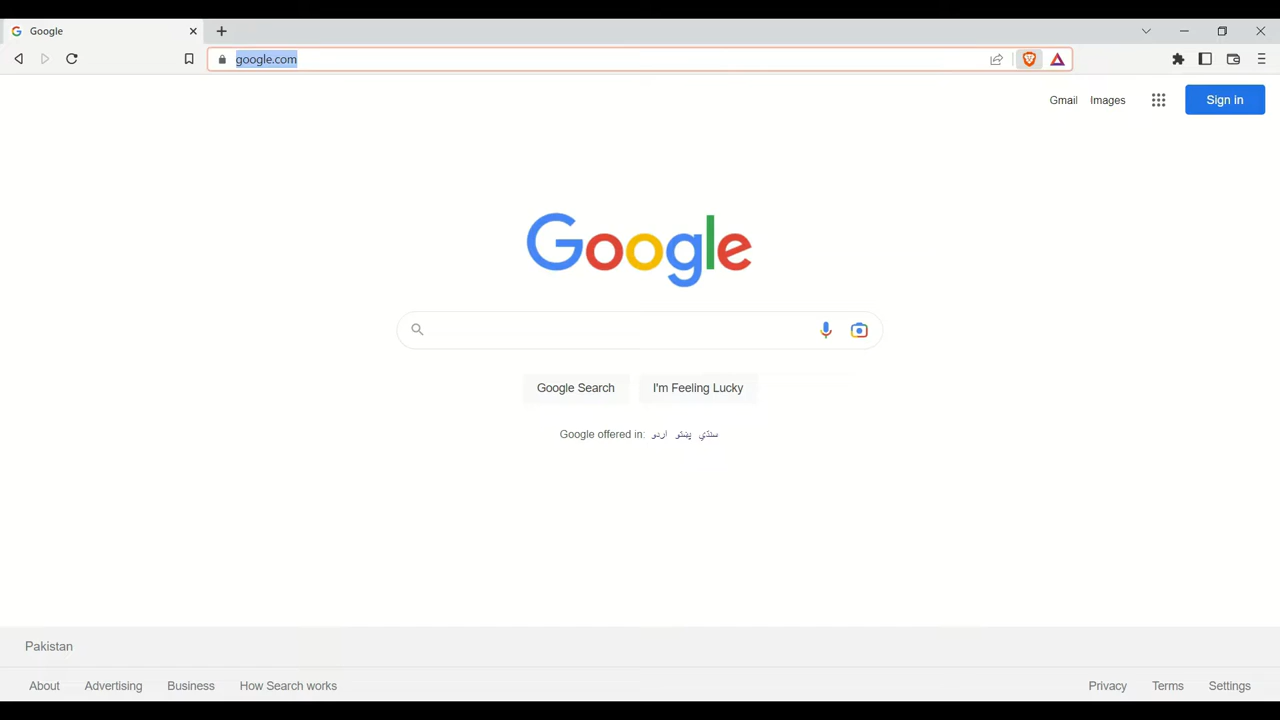 Google
google.com
Gmail Images Sign in
Google
Google Search I'm Feeling Lucky
Google offered in: اردو پښتو سنڌي
Pakistan
About Advertising Business How Search works Privacy Terms Settings